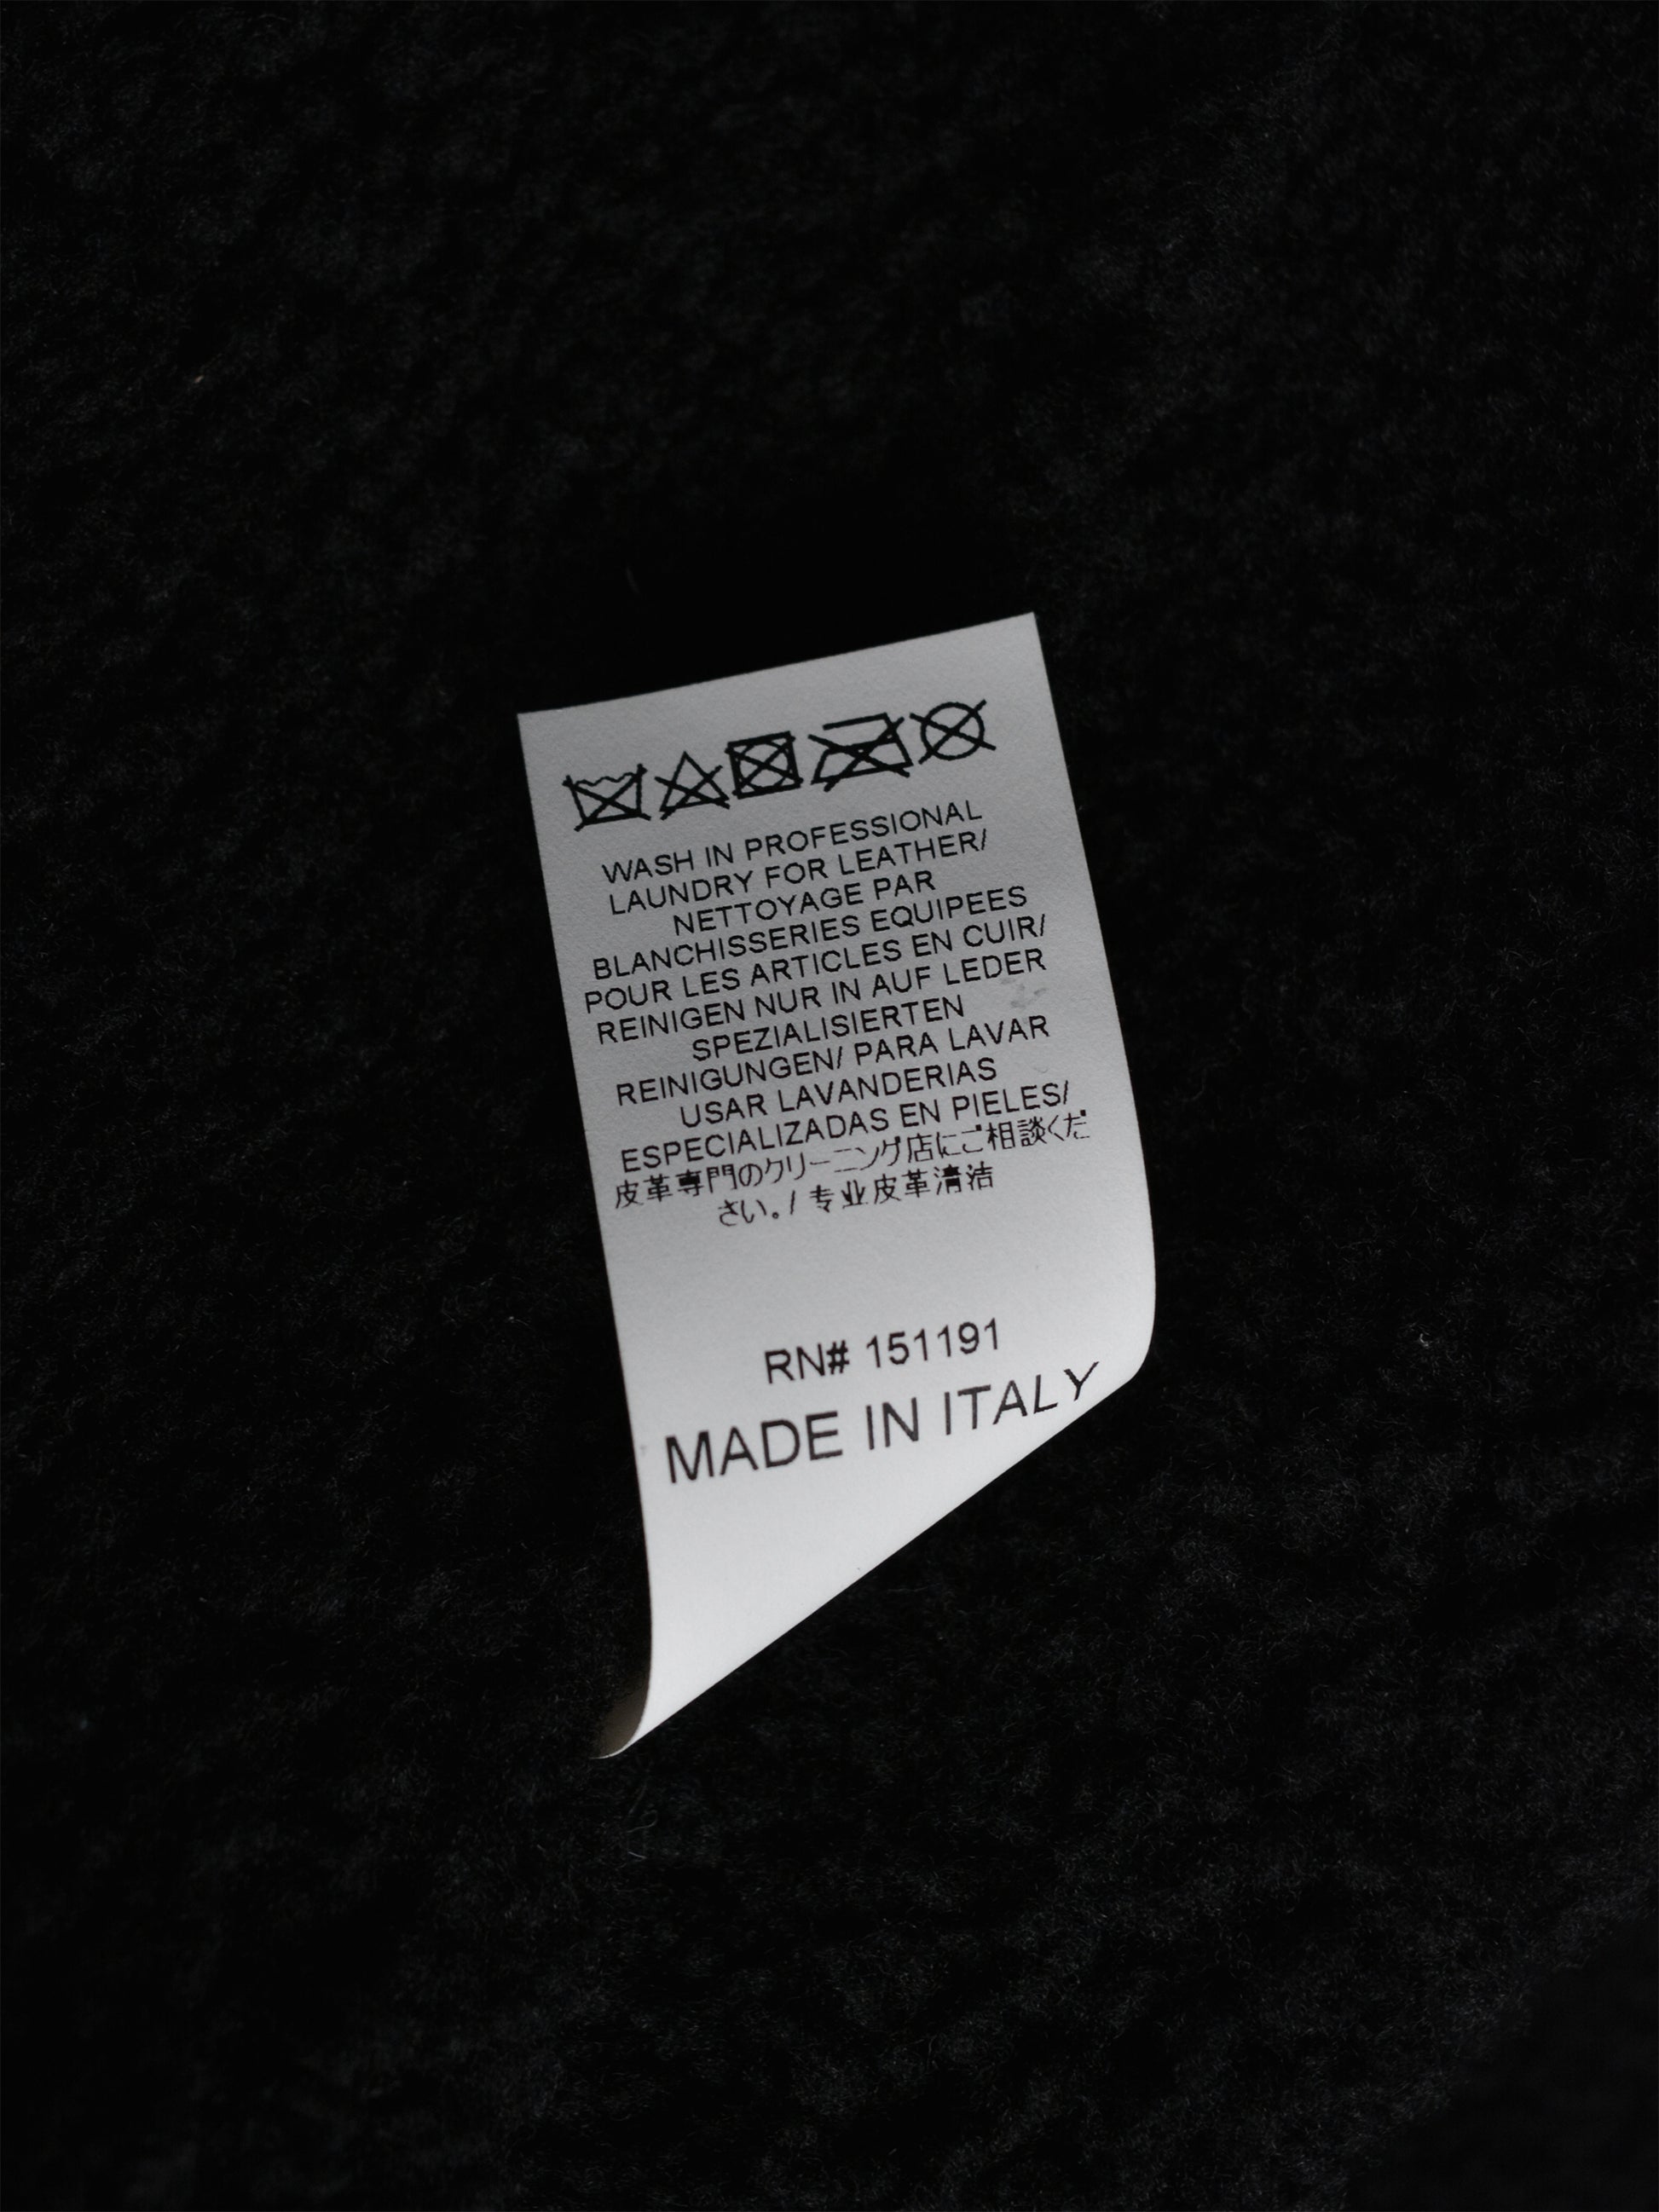 WASH IN PROFESSIONAL
LAUNDRY FOR LEATHER/
NETTOYAGE PAR
BLANCHISSERIES EQUIPEES
POUR LES ARTICLES EN CUIR/
REINIGEN NUR IN AUF LEDER
SPEZIALISIERTEN
REINIGUNGEN/ PARA LAVAR
USAR LAVANDERIAS
ESPECIALIZADAS EN PIELES/
皮革専門のクリーニング店にご相談くだ
さい。/ 专业皮革清洁
RN# 151191
MADE IN ITALY